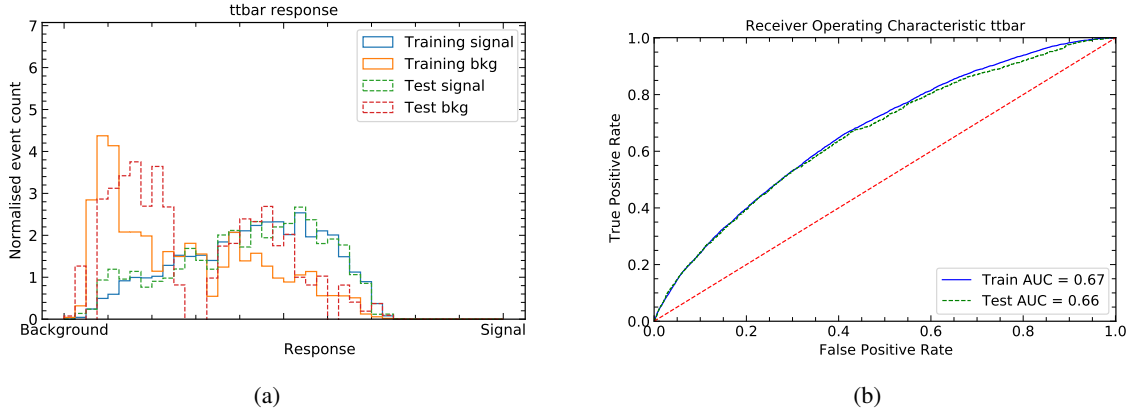 ttbar response
Normalised event count
7
6
5
4
3
2
1
0
Training signal
Training bkg
Test signal
Test bkg
Background
Signal
Response
(a)
Receiver Operating Characteristic ttbar
True Positive Rate
1.0
0.8
0.6
0.4
0.2
0.0
Train AUC = 0.67
Test AUC = 0.66
0.0 0.2 0.4 0.6 0.8 1.0
False Positive Rate
(b)